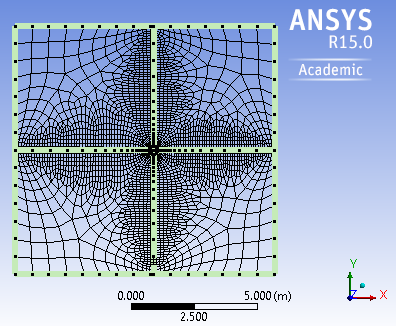 ANSYS
R15.0
Academic
0.000 5.000 (m)
2.500
Y
Z X